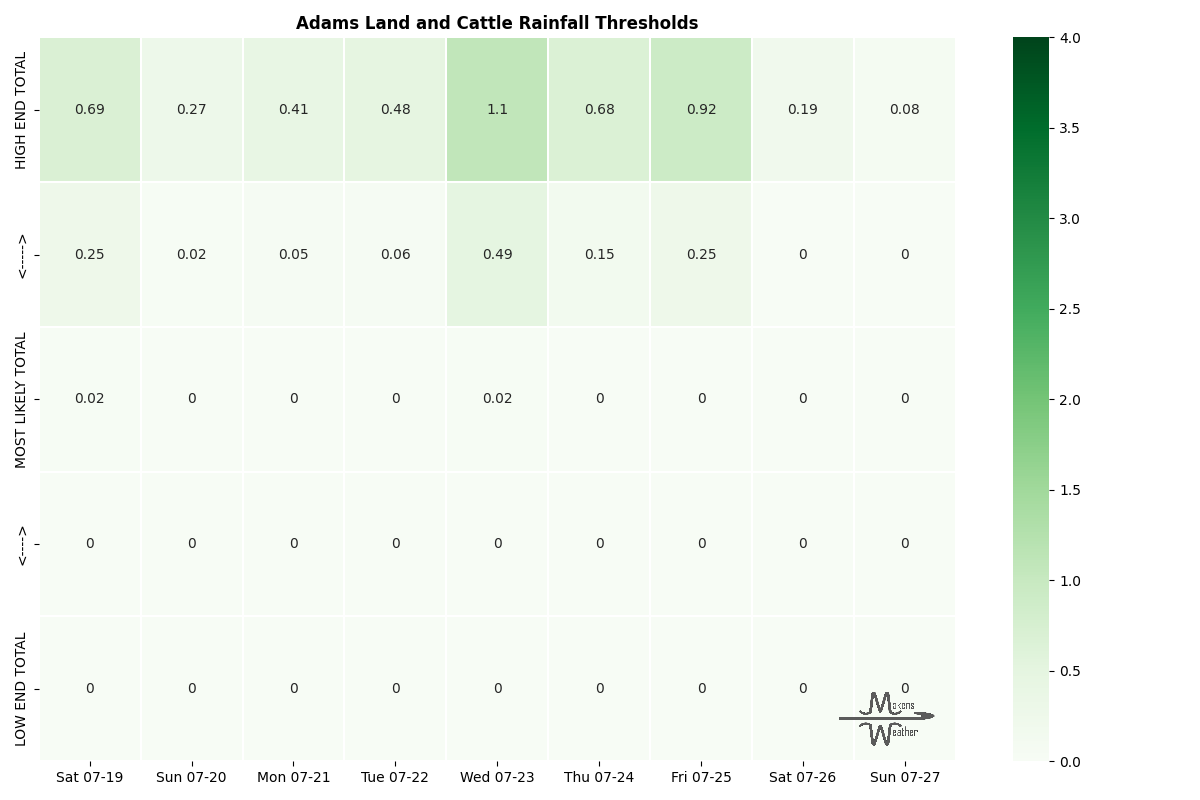 Adams Land and Cattle Rainfall Thresholds
HIGH END TOTAL
0.69 0.27 0.41 0.48 1.1 0.68 0.92 0.19 0.08
<----->
0.25 0.02 0.05 0.06 0.49 0.15 0.25 0 0
MOST LIKELY TOTAL
0.02 0 0 0 0.02 0 0 0 0
<---->
0 0 0 0 0 0 0 0 0
LOW END TOTAL
0 0 0 0 0 0 0 0 0
Makens
Weather
Sat 07-19 Sun 07-20 Mon 07-21 Tue 07-22 Wed 07-23 Thu 07-24 Fri 07-25 Sat 07-26 Sun 07-27
4.0
3.5
3.0
2.5
2.0
1.5
1.0
0.5
0.0